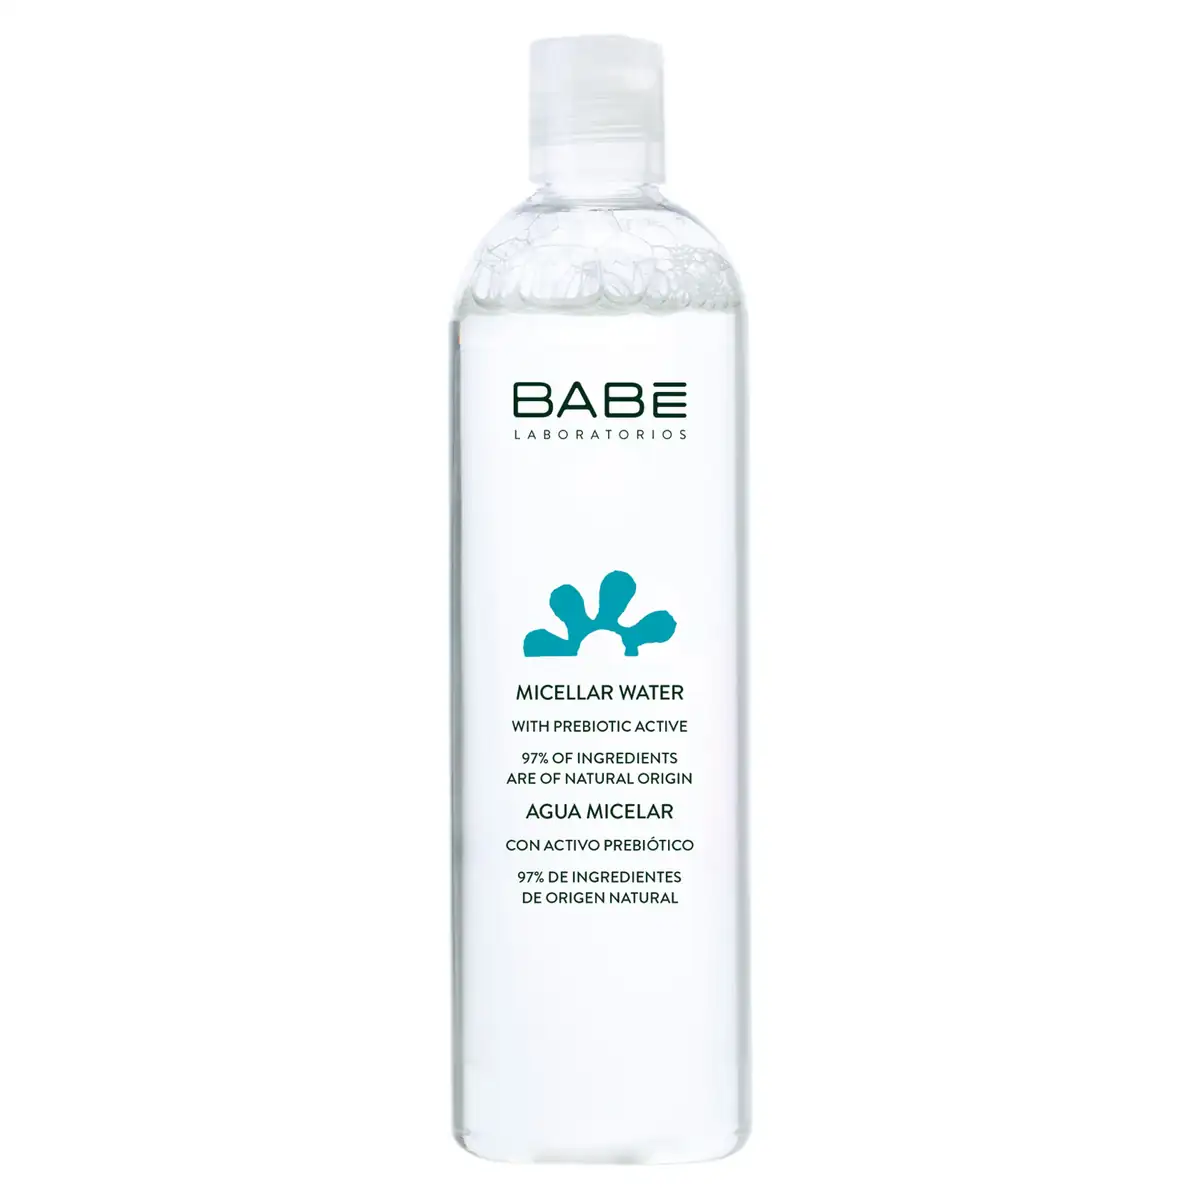 BABĒ
LABORATORIOS
MICELLAR WATER
WITH PREBIOTIC ACTIVE
97% OF INGREDIENTS
ARE OF NATURAL ORIGIN
AGUA MICELAR
CON ACTIVO PREBIÓTICO
97% DE INGREDIENTES
DE ORIGEN NATURAL